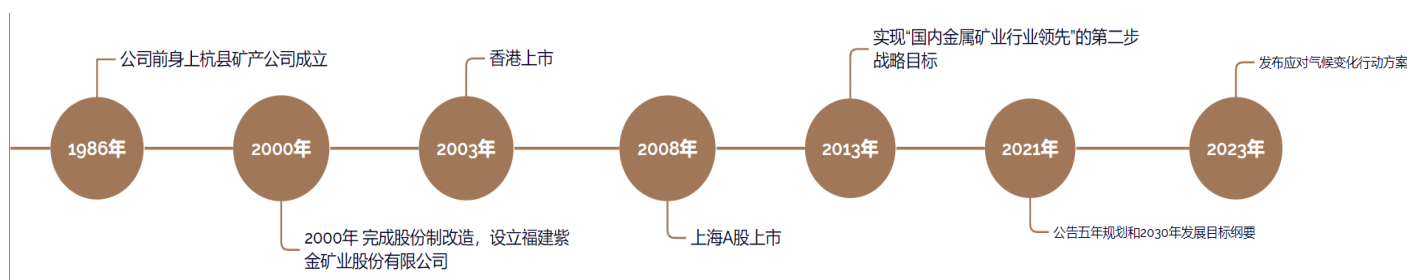 公司前身上杭县矿产公司成立
香港上市
实现“国内金属矿业行业领先”的第二步
战略目标
发布应对气候变化行动方案
1986年
2000年
2003年
2008年
2013年
2021年
2023年
2000年 完成股份制改造，设立福建紫
金矿业股份有限公司
上海A股上市
公告五年规划和2030年发展目标纲要